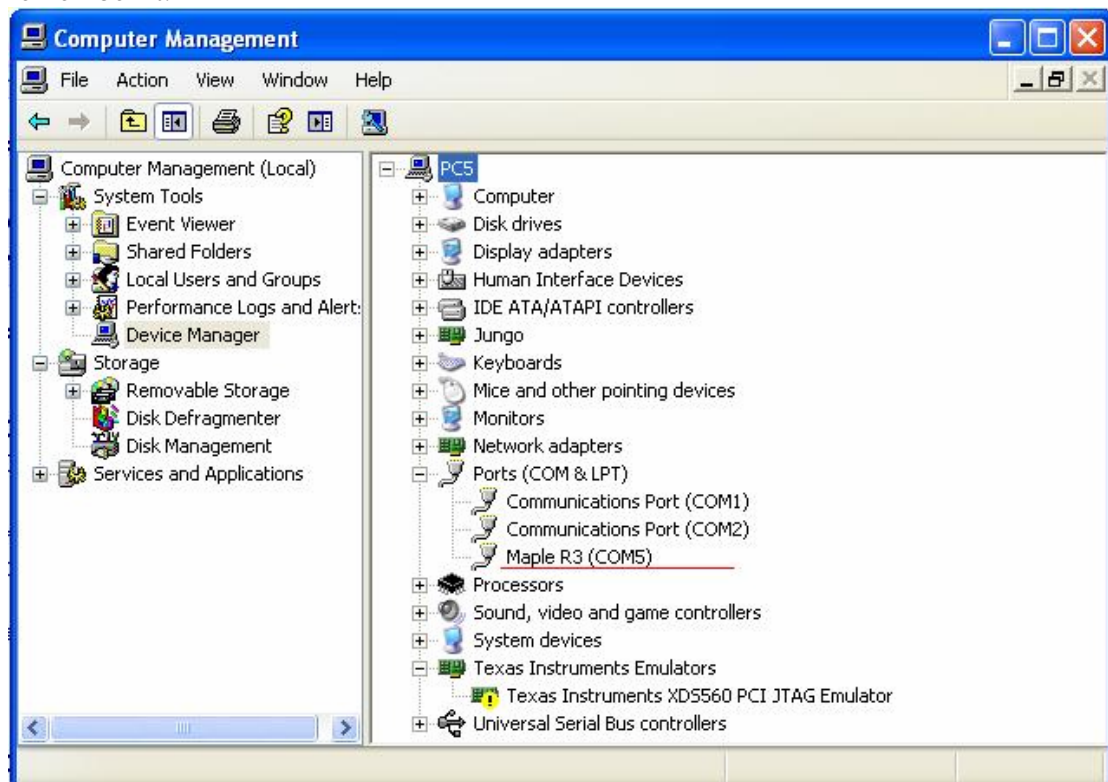 Computer Management
File Action View Window Help
Computer Management (Local)
System Tools
Event Viewer
Shared Folders
Local Users and Groups
Performance Logs and Alert
Device Manager
Storage
Removable Storage
Disk Defragmenter
Disk Management
Services and Applications
PC5
Computer
Disk drives
Display adapters
Human Interface Devices
IDE ATA/ATAPI controllers
Jungo
Keyboards
Mice and other pointing devices
Monitors
Network adapters
Ports (COM & LPT)
Communications Port (COM1)
Communications Port (COM2)
Maple R3 (COM5)
Processors
Sound, video and game controllers
System devices
Texas Instruments Emulators
Texas Instruments XDS560 PCI JTAG Emulator
Universal Serial Bus controllers